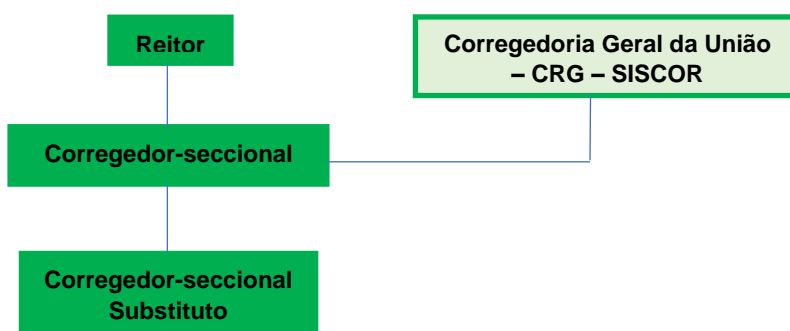 Reitor
Corregedoria Geral da União
– CRG – SISCOR
Corregedor-seccional
Corregedor-seccional
Substituto